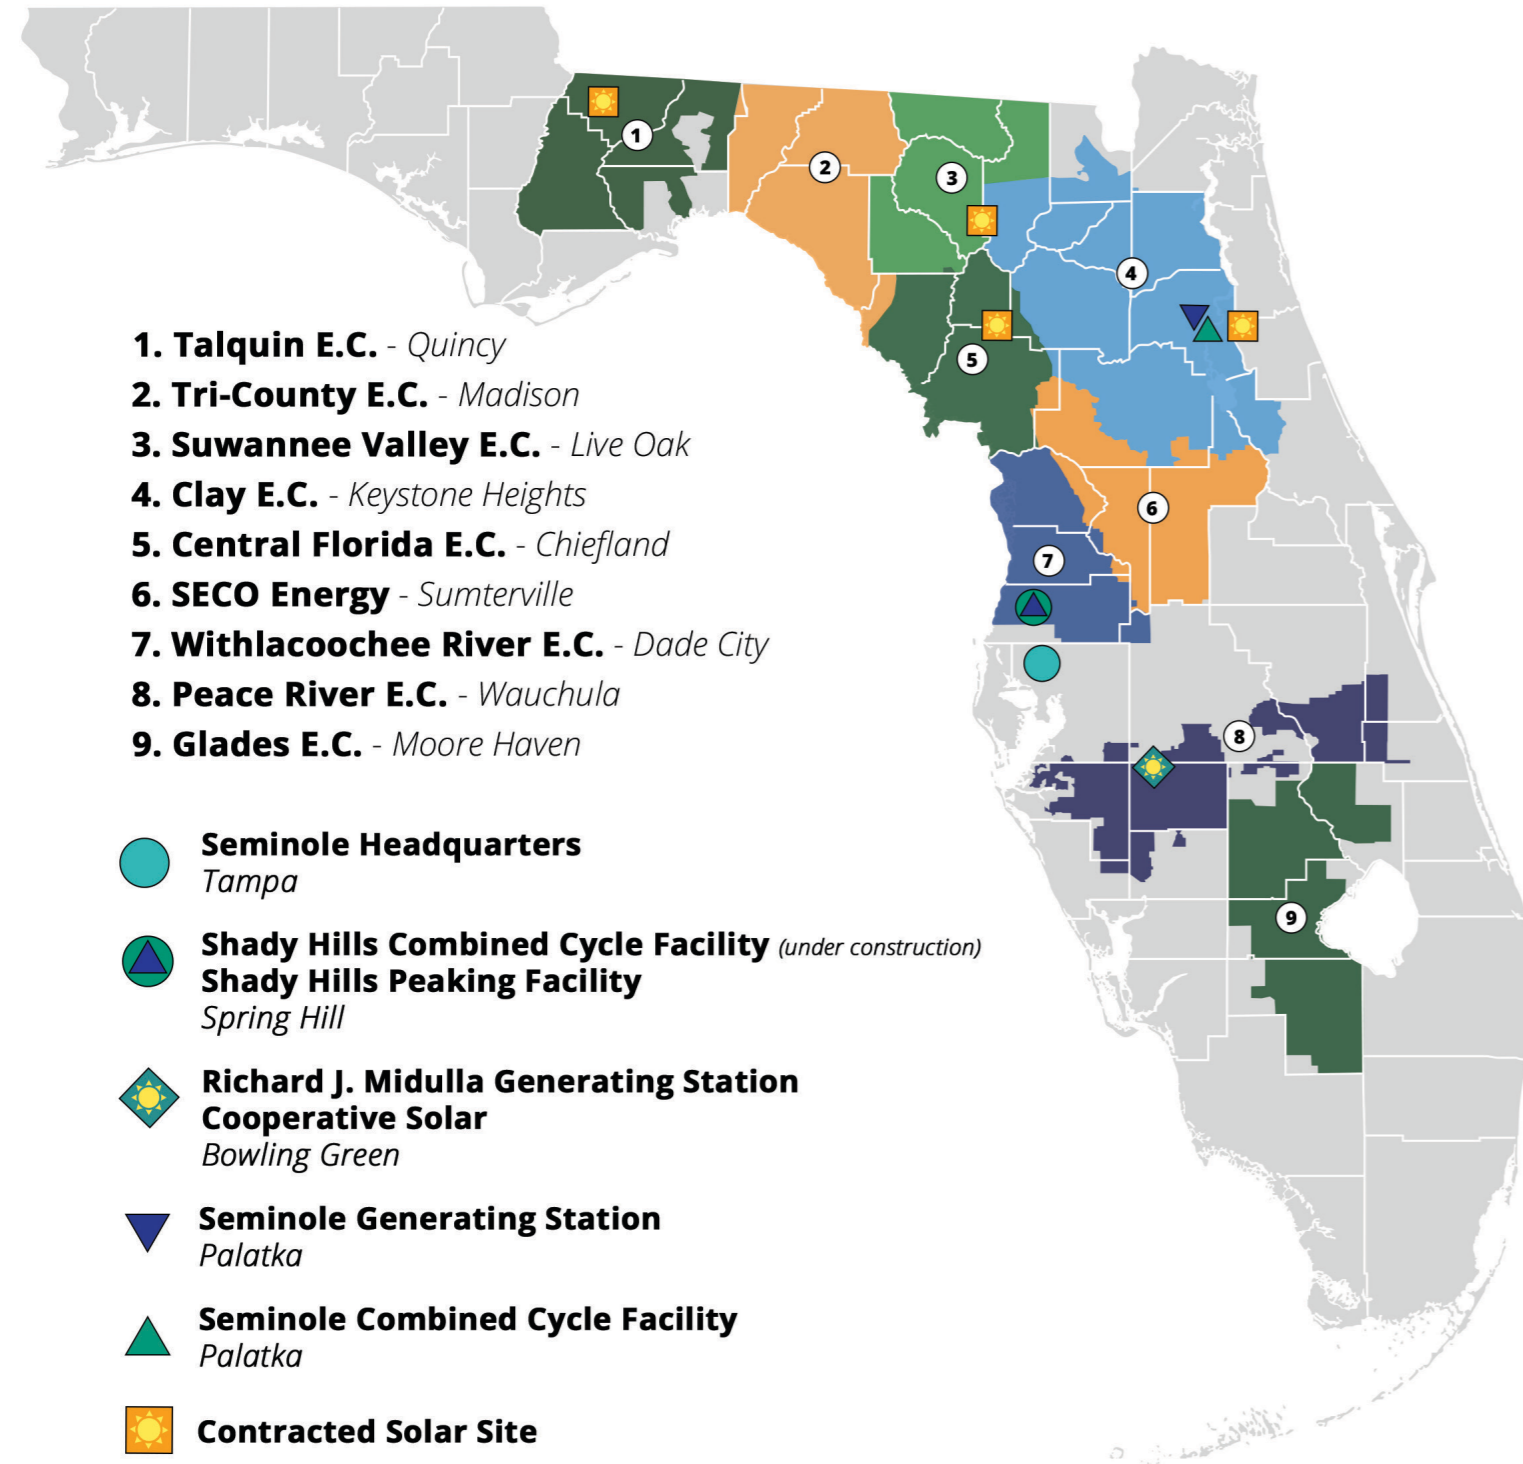 1
2
3
4
5
6
7
8
9
1. Talquin E.C. - Quincy
2. Tri-County E.C. - Madison
3. Suwannee Valley E.C. - Live Oak
4. Clay E.C. - Keystone Heights
5. Central Florida E.C. - Chiefland
6. SECO Energy - Sumterville
7. Withlacoochee River E.C. - Dade City
8. Peace River E.C. - Wauchula
9. Glades E.C. - Moore Haven
Seminole Headquarters
Tampa
Shady Hills Combined Cycle Facility (under construction)
Shady Hills Peaking Facility
Spring Hill
Richard J. Midulla Generating Station
Cooperative Solar
Bowling Green
Seminole Generating Station
Palatka
Seminole Combined Cycle Facility
Palatka
Contracted Solar Site